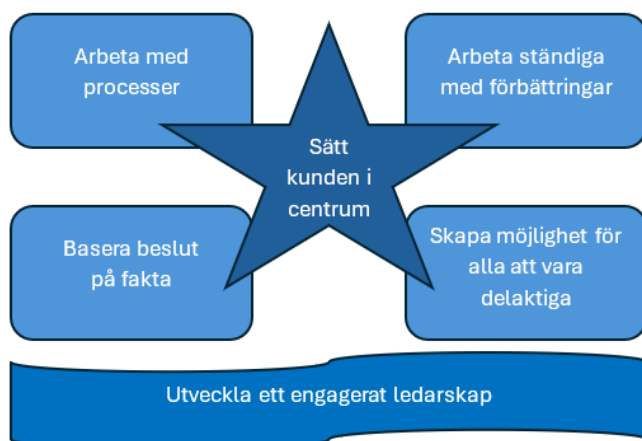 Arbeta med
processer
Arbeta ständiga
med förbättringar
Sätt
kunden i
centrum
Basera beslut
på fakta
Skapa möjlighet för
alla att vara
delaktiga
Utveckla ett engagerat ledarskap